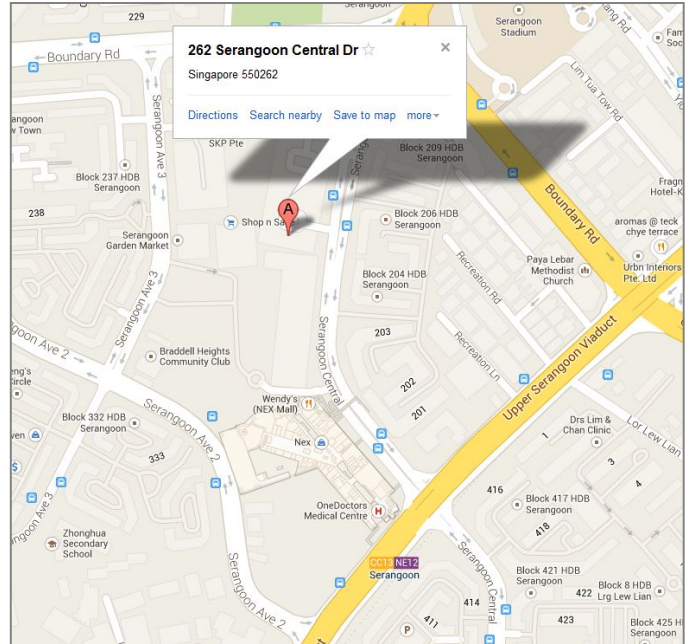 229
Boundary Rd
Serangoon
Stadium
262 Serangoon Central Dr
Singapore 550262
Directions Search nearby Save to map more
Serangoon Ave 3
Lim Tua Tow Rd
SKP Pte
Block 209 HDB
Serangoon
Block 237 HDB
Serangoon
238
Serangoon
Garden Market
Shop n Save
A
Block 206 HDB
Serangoon
Boundary Rd
Paya Lebar
Methodist
Church
aromas @ teck
chye terrace
Urbn Interiors
Pte. Ltd
Block 204 HDB
Serangoon
Recreation Rd
Serangoon Ave 3
203
Recreation Ln
Upper Serangoon Viaduct
Serangoon Ave 2
Braddell Heights
Community Club
Serangoon Central
202
201
Wendy's
(NEX Mall)
Block 332 HDB
Serangoon
333
Serangoon Ave 2
Nex
Drs Lim &
Chan Clinic
Lor Lew Lian
1
3
4
OneDoctors
Medical Centre
H
416
Block 417 HDB
Serangoon
418
Zhonghua
Secondary
School
CC13 NE12
Serangoon
Serangoon Central
Block 421 HDB
Serangoon
422
Block 8 HDB
Lrg Lew Lian
Serangoon Ave 2
P
411
414
423
Block 425 H
Serangoon